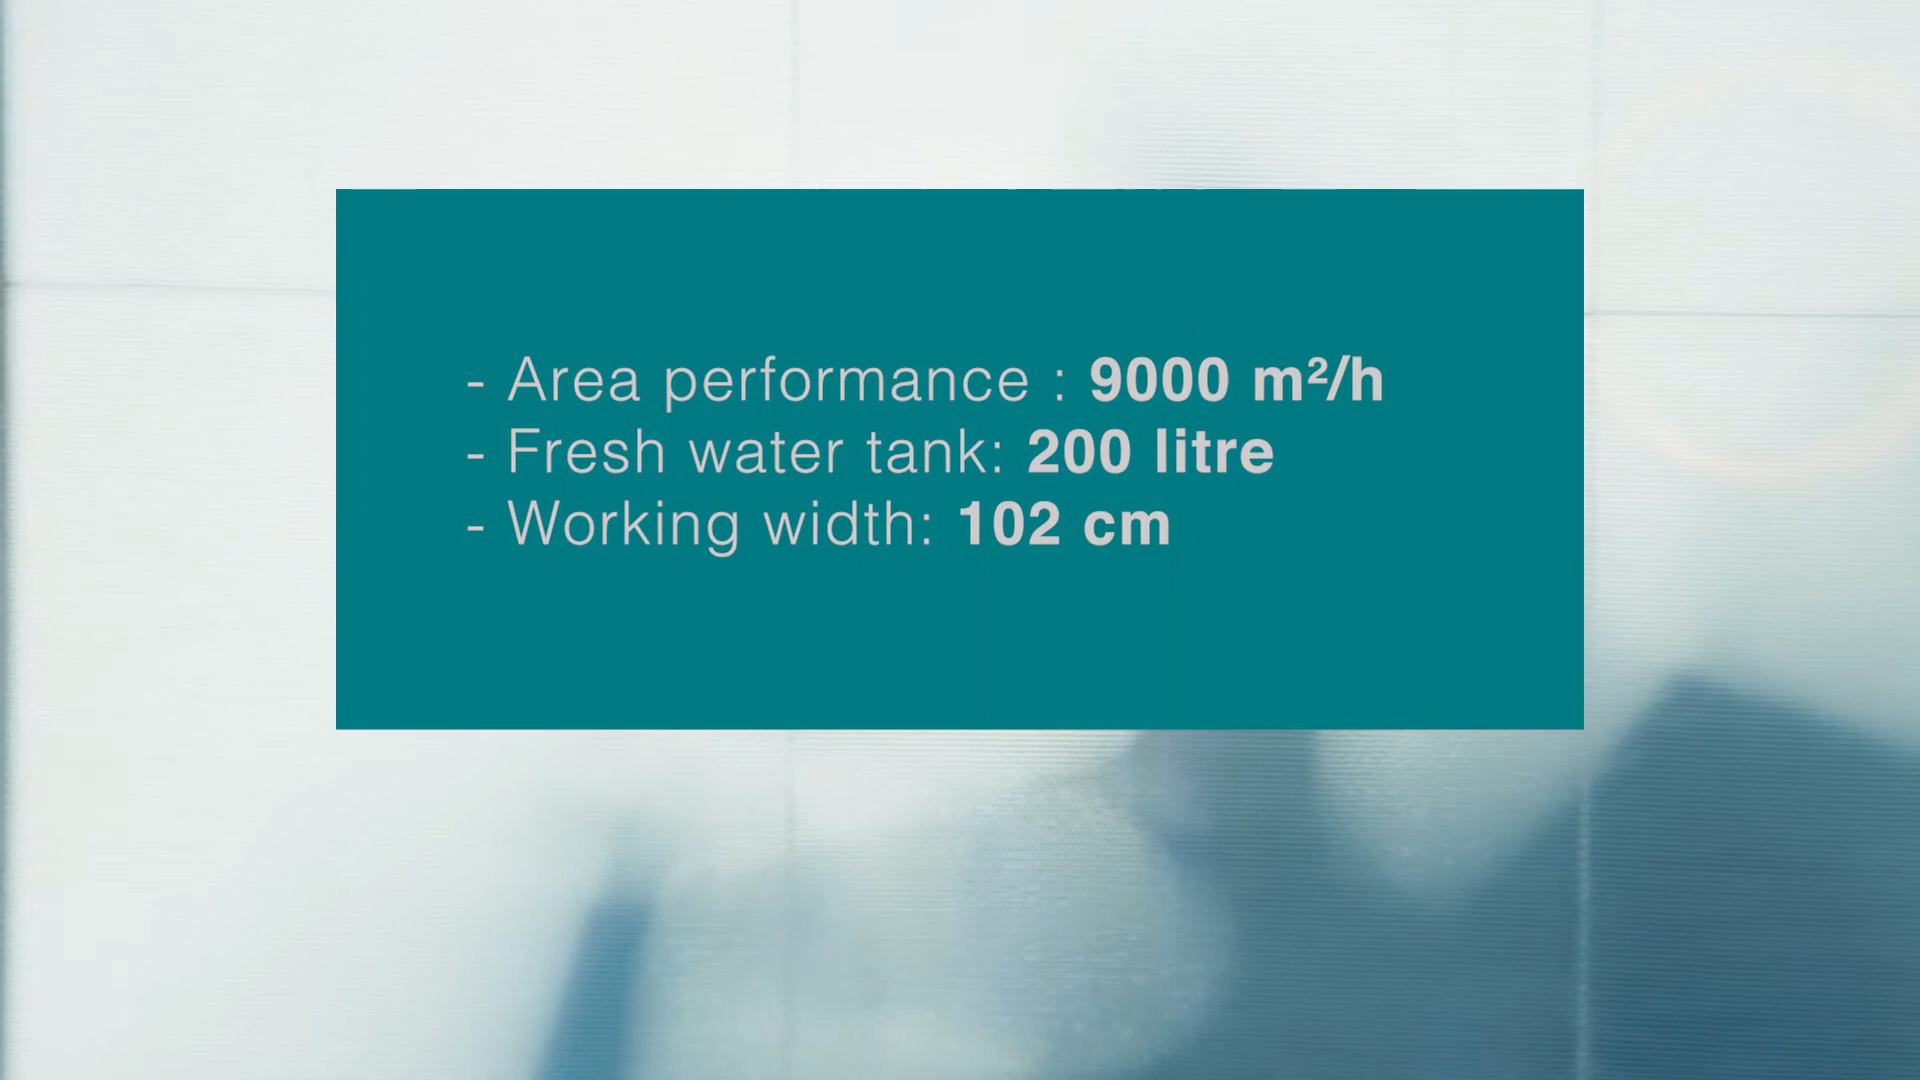 - Area performance : 9000 m²/h
- Fresh water tank: 200 litre
- Working width: 102 cm